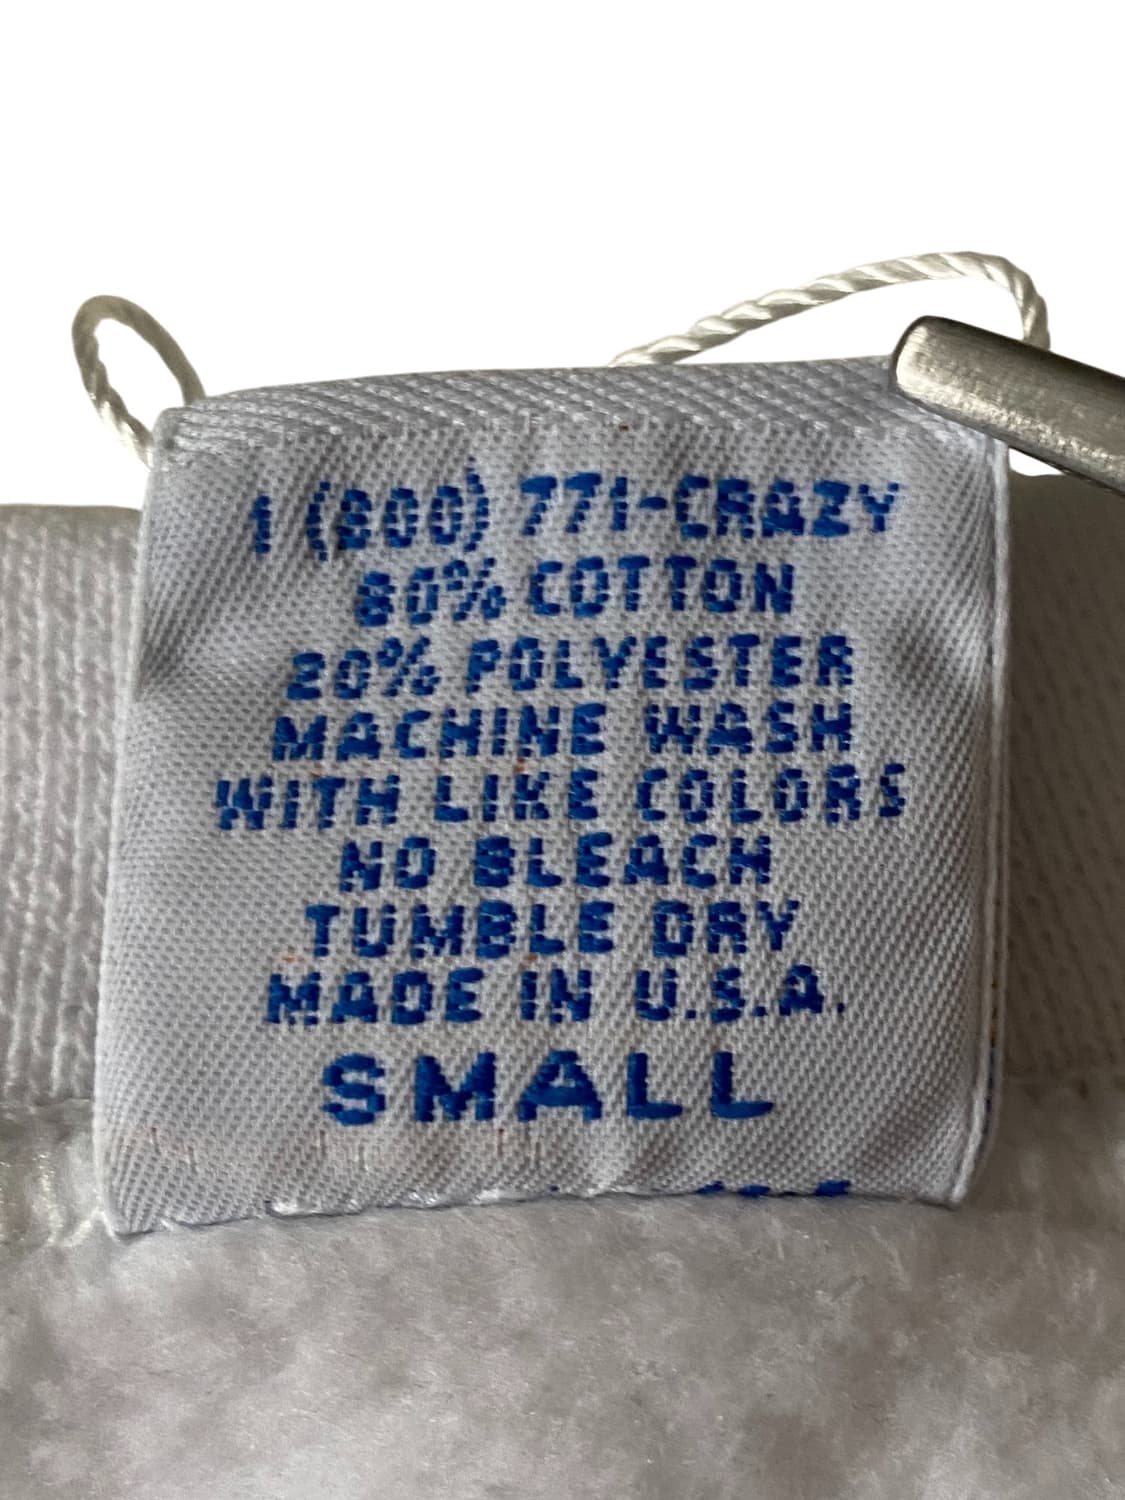 1 (800) 771-CRAZY
80% COTTON
20% POLYESTER
MACHINE WASH
WITH LIKE COLORS
NO BLEACH
TUMBLE DRY
MADE IN U.S.A.
SMALL